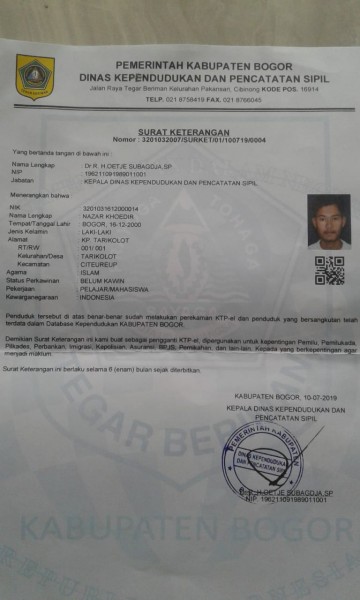 PEMERINTAH KABUPATEN BOGOR
DINAS KEPENDUDUKAN DAN PENCATATAN SIPIL
Jalan Raya Tegar Beriman Kelurahan Pakansari, Cibinong KODE POS. 16914
TELP. 021 8758419 FAX. 021 8766045
SURAT KETERANGAN
Nomor : 3201032007/SURKET/01/100719/0004
Yang bertanda tangan di bawah ini :
Nama Lengkap : Dr.R. H.OETJE SUBAGDJA,SP
NIP : 196211091989011001
Jabatan : KEPALA DINAS KEPENDUDUKAN DAN PENCATATAN SIPIL
Menerangkan bahwa :
NIK : 3201031612000014
Nama Lengkap : NAZAR KHOEDIR
Tempat/Tanggal Lahir : BOGOR, 16-12-2000
Jenis Kelamin : LAKI-LAKI
Alamat : KP. TARIKOLOT
RT/RW : 001/ 001
Kelurahan/Desa : TARIKOLOT
Kecamatan : CITEUREUP
Agama : ISLAM
Status Perkawinan : BELUM KAWIN
Pekerjaan : PELAJAR/MAHASISWA
Kewarganegaraan : INDONESIA
Penduduk tersebut di atas benar-benar sudah melakukan perekaman KTP-el dan penduduk yang bersangkutan telah
terdata dalam Database Kependudukan KABUPATEN BOGOR.
Demikian Surat Keterangan ini kami buat sebagai pengganti KTP-el, dipergunakan untuk kepentingan Pemilu, Pemilukada,
Pilkades, Perbankan, Imigrasi, Kepolisian, Asuransi, BPJS, Pernikahan, dan lain-lain. Kepada yang berkepentingan agar
menjadi maklum.
Surat Keterangan ini berlaku selama 6 (enam) bulan sejak diterbitkan.
KABUPATEN BOGOR, 10-07-2019
KEPALA DINAS KEPENDUDUKAN DAN
PENCATATAN SIPIL
PEMERINTAH KABUPATEN
DINAS KEPENDUDUKAN
DAN PENCATATAN SIPIL
H.OETJE SUBAGDJA,SP
NIP. 196211091989011001
TEGAR BERIMAN
KABUPATEN BOGOR